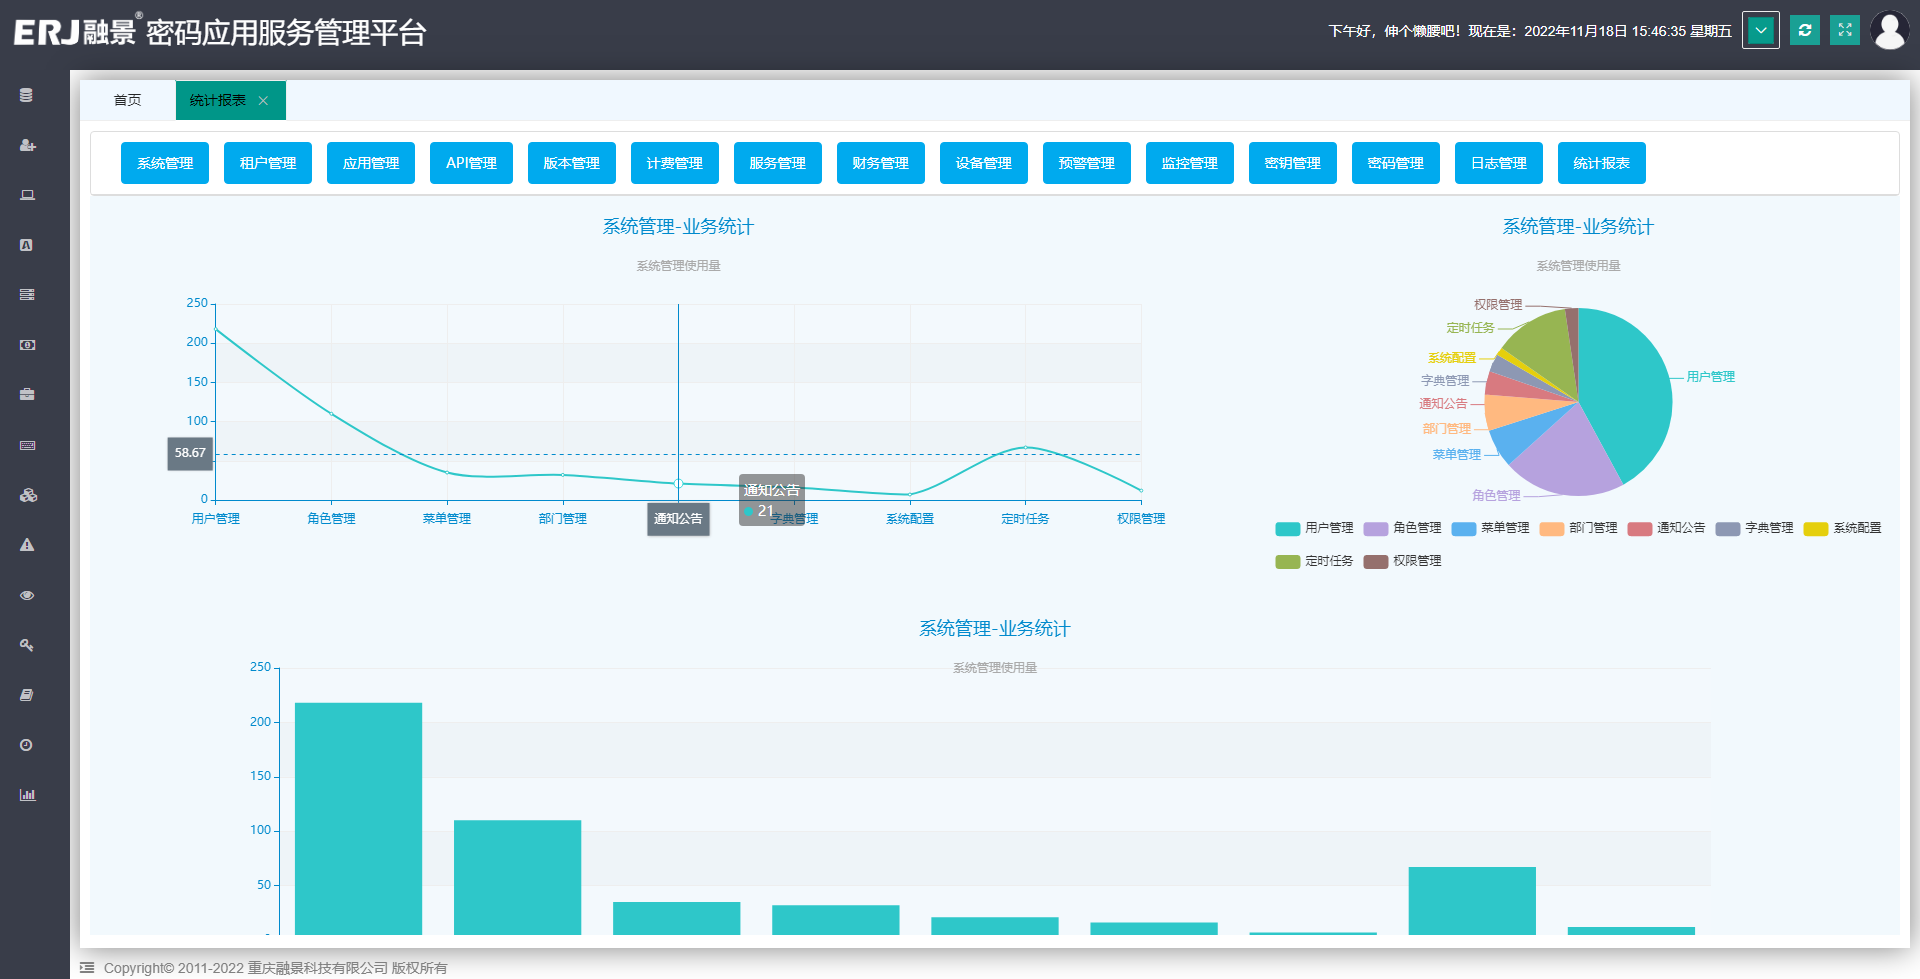 ERJ融景® 密码应用服务管理平台
下午好，伸个懒腰吧！现在是：2022年11月18日 15:46:35 星期五
首页 统计报表
系统管理 租户管理 应用管理 API管理 版本管理 计费管理 服务管理 财务管理 设备管理 预警管理 监控管理 密钥管理 密码管理 日志管理 统计报表
系统管理-业务统计
系统管理使用量
250
200
150
100
58.67
0
通知公告
21
用户管理 角色管理 菜单管理 部门管理 通知公告 字典管理 系统配置 定时任务 权限管理
系统管理-业务统计
系统管理使用量
权限管理
定时任务
系统配置
字典管理
通知公告
部门管理
菜单管理
角色管理
用户管理
用户管理 角色管理 菜单管理 部门管理 通知公告 字典管理 系统配置
定时任务 权限管理
系统管理-业务统计
系统管理使用量
250
200
150
100
50
Copyright© 2011-2022 重庆融景科技有限公司 版权所有